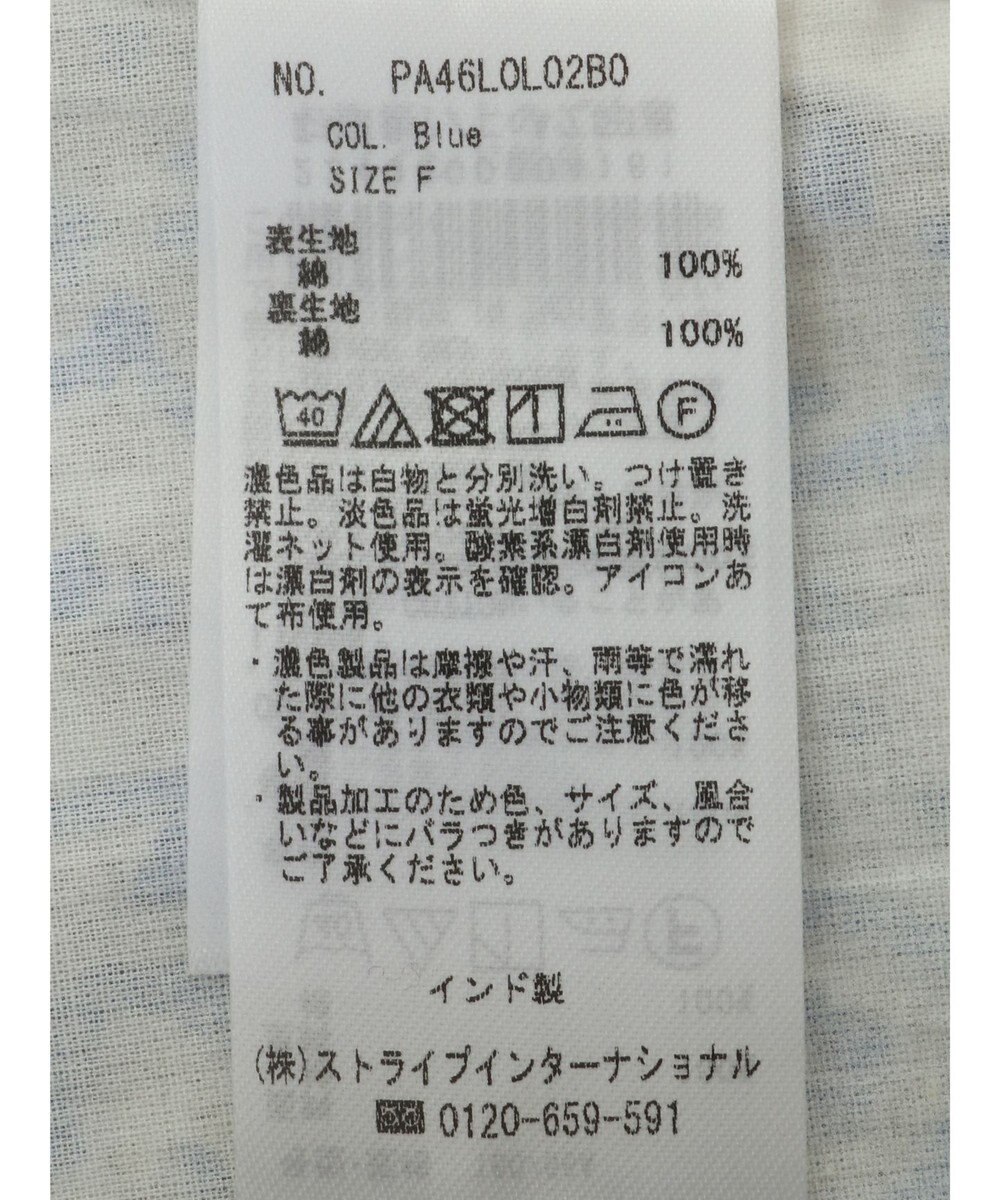 NO. PA46L0L02B0
COL. Blue
SIZE F
表生地
綿 100%
裏生地
綿 100%
40
F
濃色品は白物と分別洗い。つけ置き
禁止。淡色品は蛍光増白剤禁止。洗
濯ネット使用。酸素系漂白剤使用時
は漂白剤の表示を確認。アイロンあ
て布使用。
・濃色製品は摩擦や汗、雨等で濡れ
た際に他の衣類や小物類に色が移
る事がありますのでご注意くださ
い。
・製品加工のため色、サイズ、風合
いなどにバラつきがありますので
ご了承ください。
インド製
(株)ストライプインターナショナル
0120-659-591